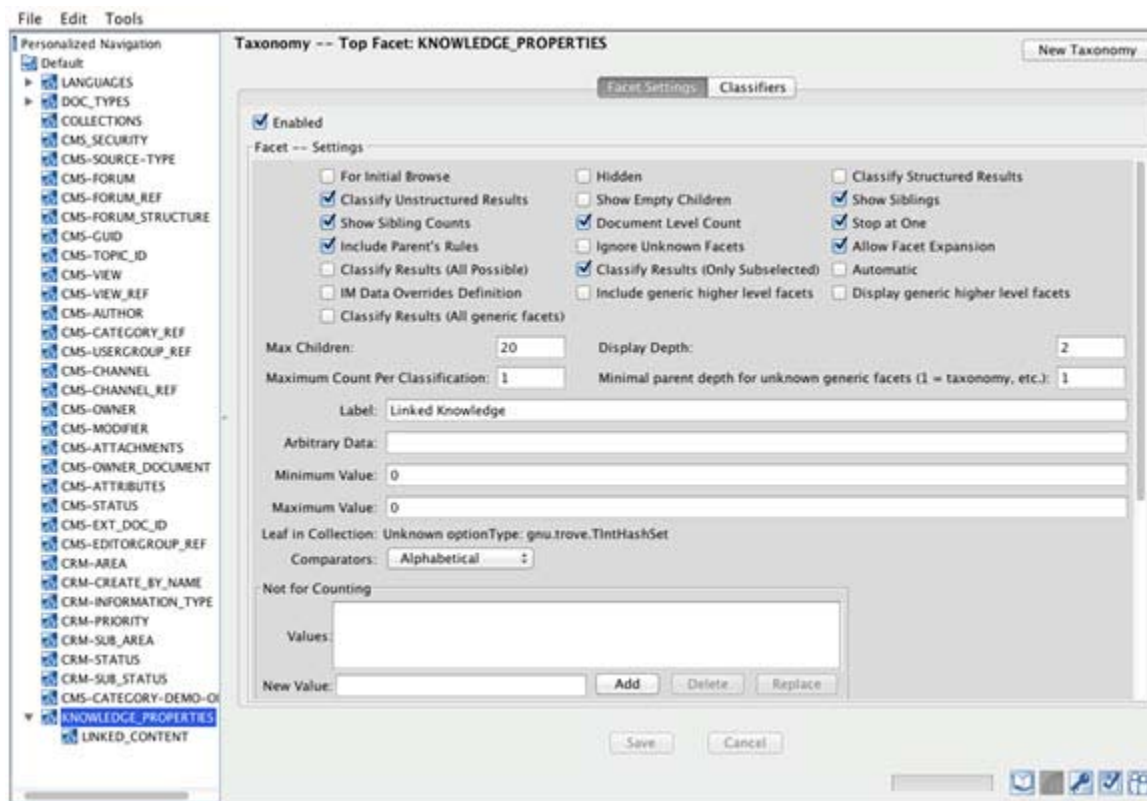 File Edit Tools
Personalized Navigation
Default
LANGUAGES
DOC_TYPES
COLLECTIONS
CMS_SECURITY
CMS-SOURCE-TYPE
CMS-FORUM
CMS-FORUM_REF
CMS-FORUM_STRUCTURE
CMS-GUID
CMS-TOPIC_ID
CMS-VIEW
CMS-VIEW_REF
CMS-AUTHOR
CMS-CATEGORY_REF
CMS-USERGROUP_REF
CMS-CHANNEL
CMS-CHANNEL_REF
CMS-OWNER
CMS-MODIFIER
CMS-ATTACHMENTS
CMS-OWNER_DOCUMENT
CMS-ATTRIBUTES
CMS-STATUS
CMS-EXT_DOC_ID
CMS-EDITORGROUP_REF
CRM-AREA
CRM-CREATE_BY_NAME
CRM-INFORMATION_TYPE
CRM-PRIORITY
CRM-SUB_AREA
CRM-STATUS
CRM-SUB_STATUS
CMS-CATEGORY-DEMO-O
KNOWLEDGE_PROPERTIES
LINKED_CONTENT
Taxonomy -- Top Facet: KNOWLEDGE_PROPERTIES
New Taxonomy
Facet Settings Classifiers
Enabled
Facet -- Settings
For Initial Browse Hidden Classify Structured Results
Classify Unstructured Results Show Empty Children Show Siblings
Show Sibling Counts Document Level Count Stop at One
Include Parent's Rules Ignore Unknown Facets Allow Facet Expansion
Classify Results (All Possible) Classify Results (Only Subselected) Automatic
IM Data Overrides Definition Include generic higher level facets Display generic higher level facets
Classify Results (All generic facets)
Max Children: 20 Display Depth: 2
Maximum Count Per Classification: 1 Minimal parent depth for unknown generic facets (1 = taxonomy, etc.): 1
Label: Linked Knowledge
Arbitrary Data:
Minimum Value: 0
Maximum Value: 0
Leaf in Collection: Unknown optionType: gnu.trove.TIntHashSet
Comparators: Alphabetical
Not for Counting
Values:
New Value: Add Delete Replace
Save Cancel